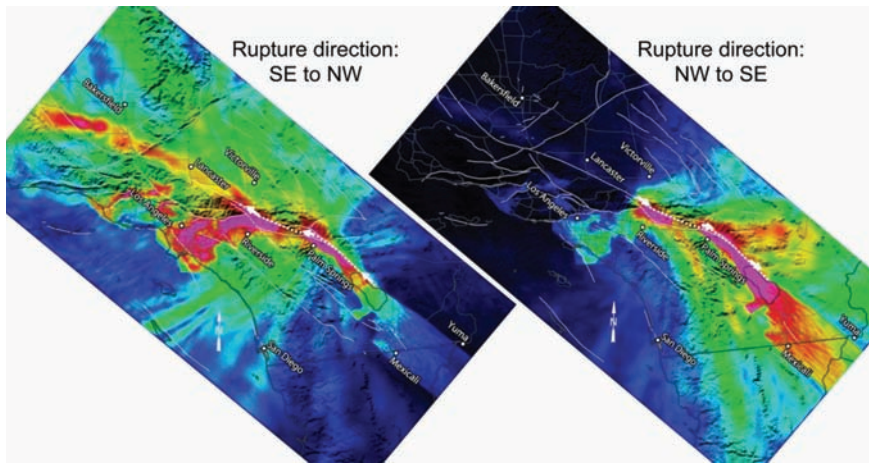 Rupture direction:
SE to NW
Bakersfield
Lancaster
Victorville
Los Angeles
Riverside
Palm Springs
San Diego
Yuma
Mexicali
N
Rupture direction:
NW to SE
Bakersfield
Lancaster
Victorville
Los Angeles
Riverside
Palm Springs
San Diego
Yuma
Mexicali
N